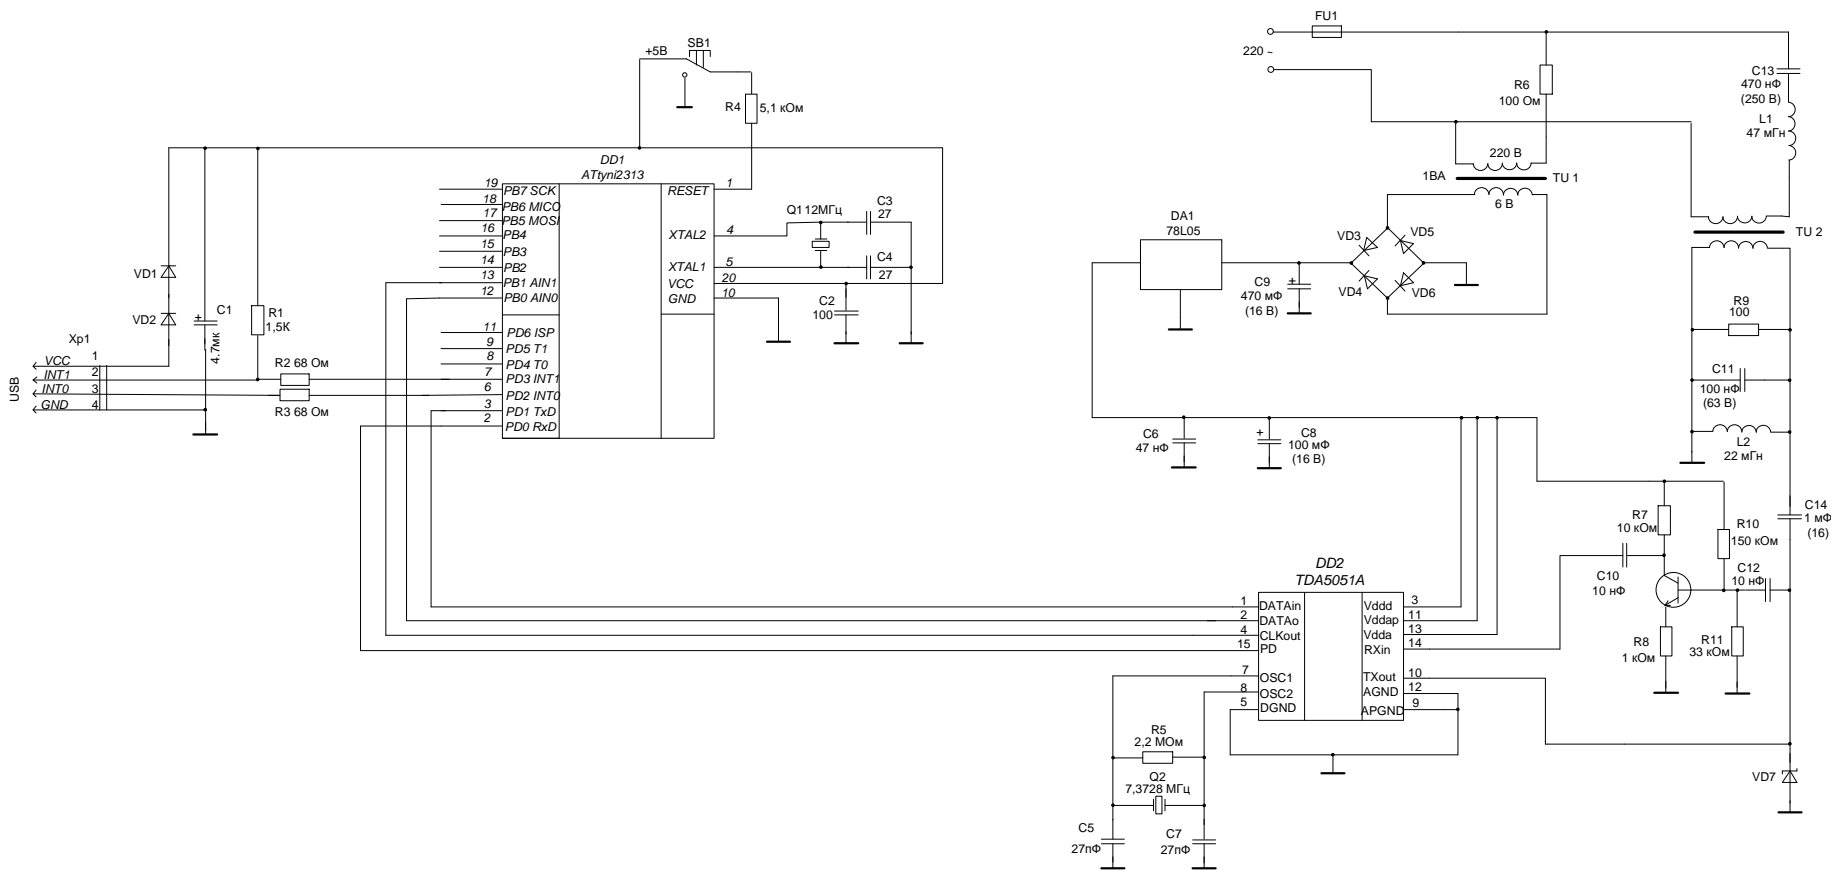 FU1
220 ~
R6
100 Ом
C13
470 нФ
(250 В)
L1
47 мГн
220 В
1ВА
TU 1
6 В
TU 2
+5В
SB1
R4
5,1 кОм
DD1
ATtyni2313
19
PB7 SCK
18
PB6 MICO
17
PB5 MOSI
16
PB4
15
PB3
14
PB2
13
PB1 AIN1
12
PB0 AIN0
11
PD6 ISP
9
PD5 T1
8
PD4 T0
7
PD3 INT1
6
PD2 INT0
3
PD1 TxD
2
PD0 RxD
RESET
1
XTAL2
4
XTAL1
5
VCC
20
GND
10
Q1 12МГц
C3
27
C4
27
C2
100
VD1
VD2
C1
4.7мк
R1
1,5К
Xp1
USB
VCC
1
INT1
2
INT0
3
GND
4
R2 68 Ом
R3 68 Ом
DA1
78L05
VD3
VD5
VD4
VD6
C9
470 мФ
(16 В)
C6
47 нФ
C8
100 мФ
(16 В)
R9
100
C11
100 нФ
(63 В)
L2
22 мГн
C14
1 мФ
(16)
R7
10 кОм
R10
150 кОм
C10
10 нФ
C12
10 нФ
R8
1 кОм
R11
33 кОм
VD7
DD2
TDA5051A
1
DATAin
2
DATAo
4
CLKout
15
PD
7
OSC1
8
OSC2
5
DGND
Vddd
3
Vddap
11
Vdda
13
RXin
14
TXout
10
AGND
12
APGND
9
R5
2,2 МОм
Q2
7,3728 МГц
C5
27пФ
C7
27пФ